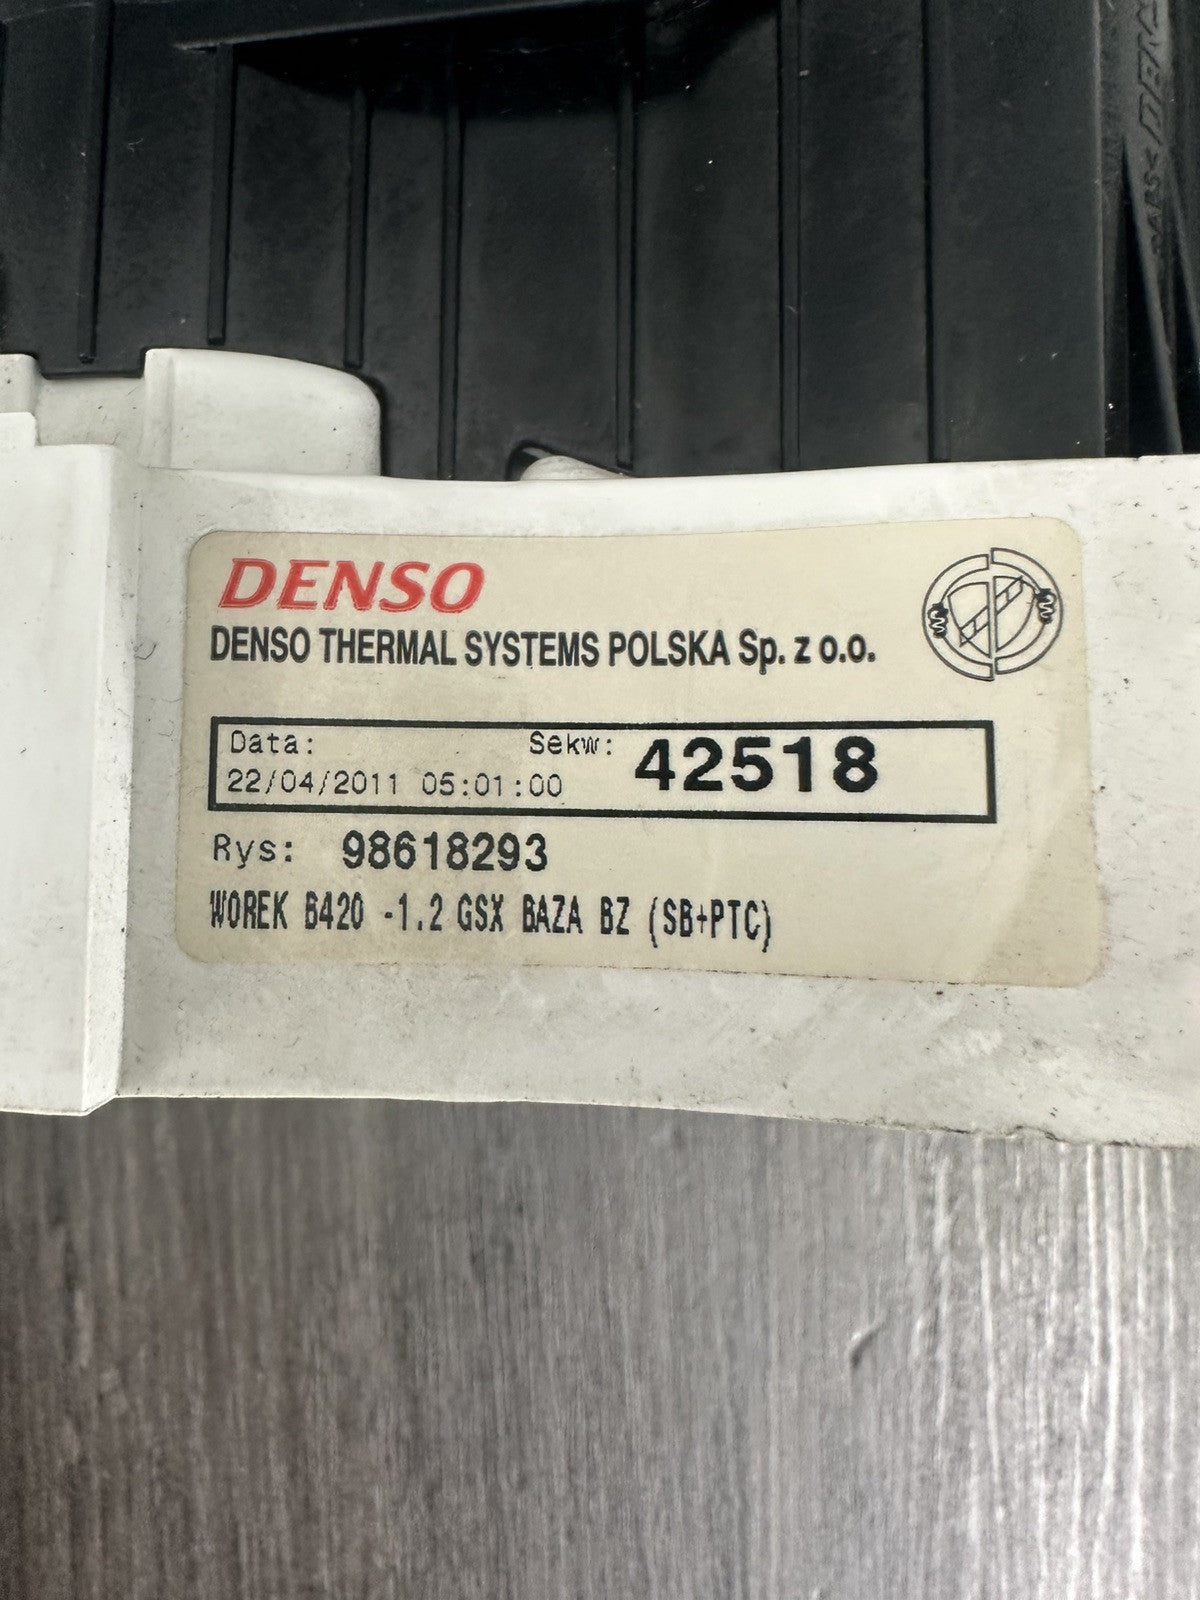 DENSO
DENSO THERMAL SYSTEMS POLSKA Sp. z o.o.
Data: Sekw: 42518
22/04/2011 05:01:00
Rys: 98618293
WOREK B420 -1.2 GSX BAZA BZ (SB+PTC)
>ABS<